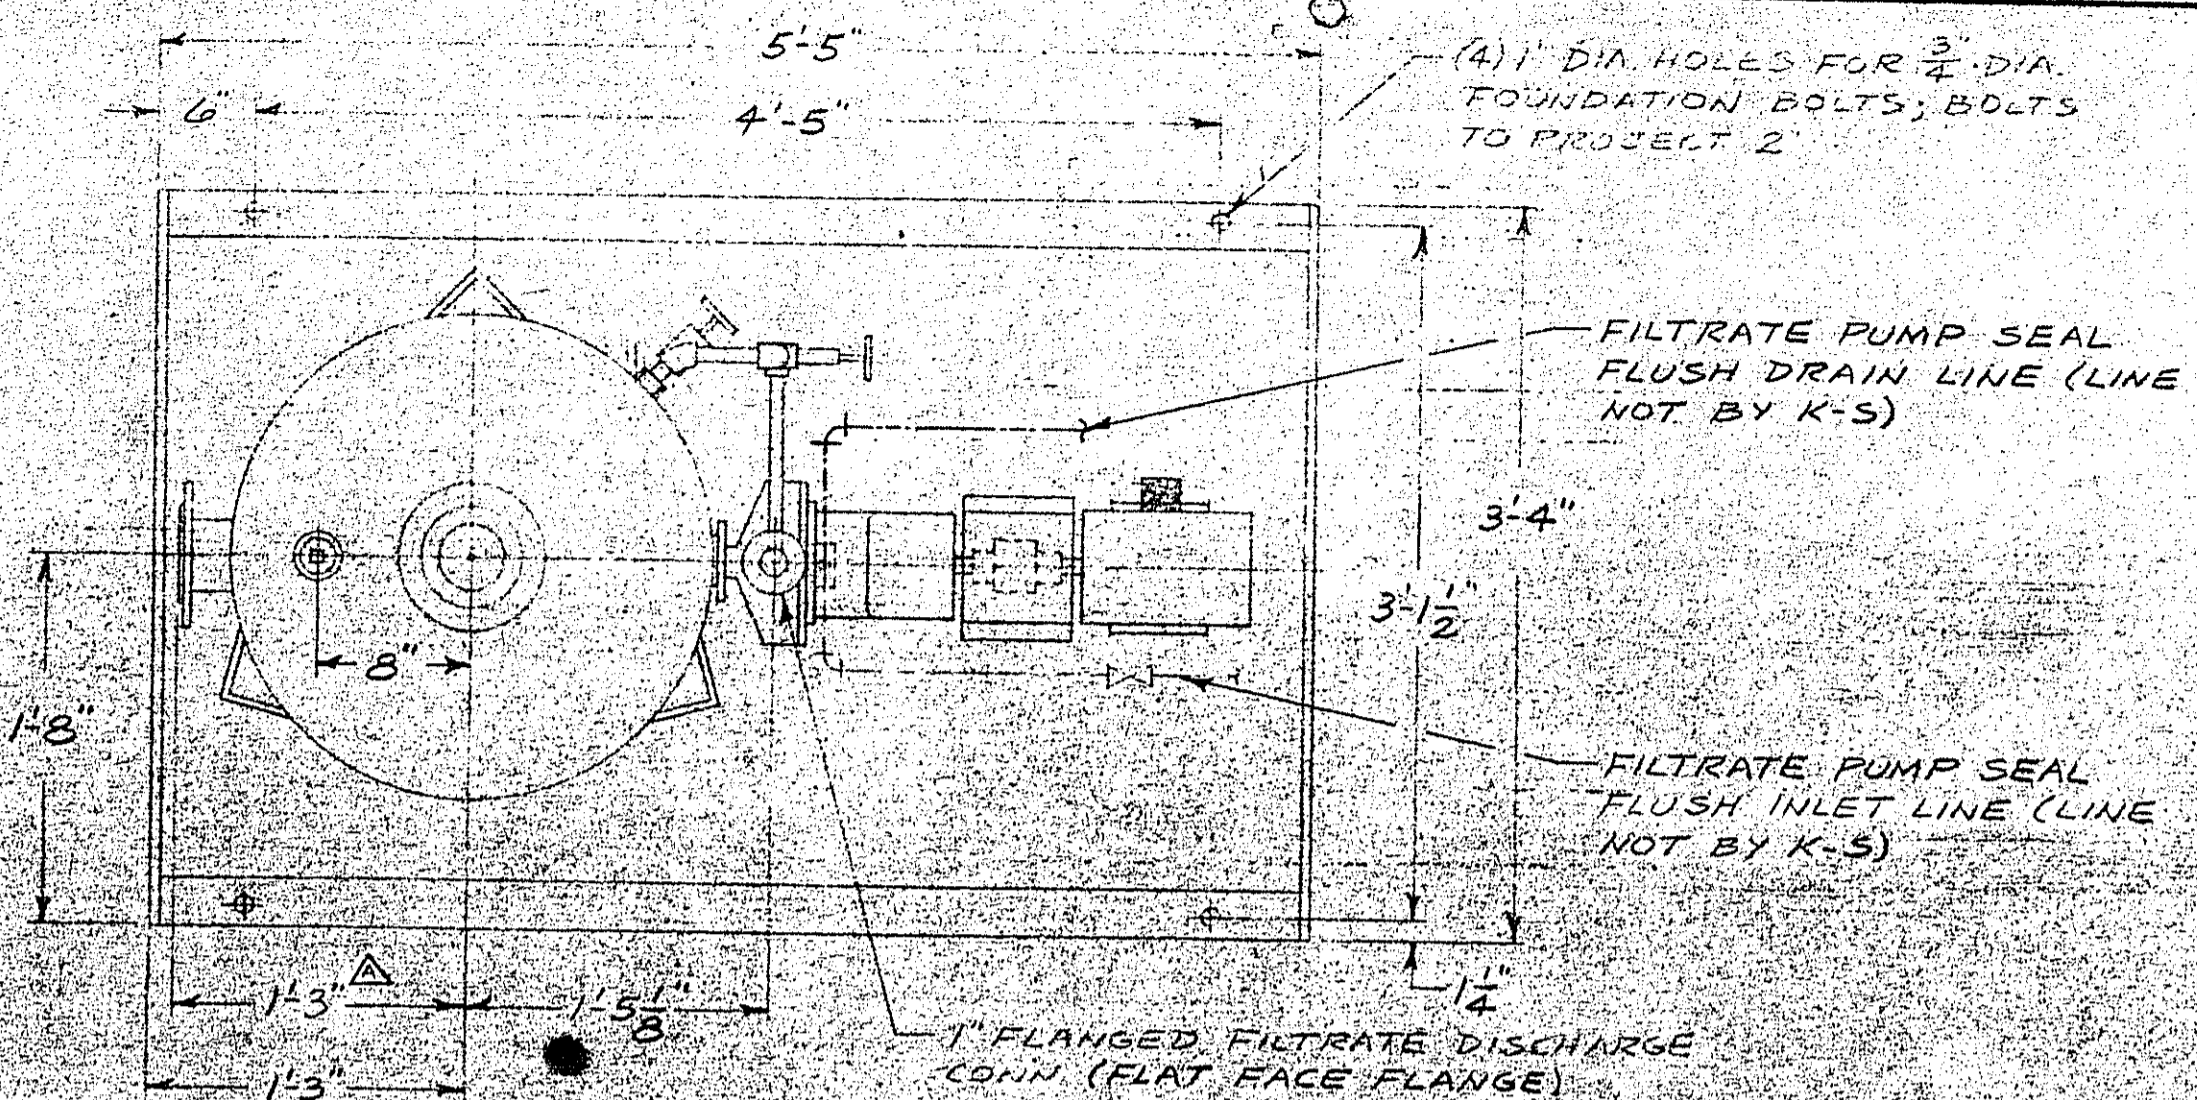 5'-5"
6"
4'-5"
(4) 1" DIA. HOLES FOR 3/4" DIA.
FOUNDATION BOLTS; BOLTS
TO PROJECT 2"
FILTRATE PUMP SEAL
FLUSH DRAIN LINE (LINE
NOT BY K-S)
3'-4"
3'-1 1/2"
8"
1'-8"
FILTRATE PUMP SEAL
FLUSH INLET LINE (LINE
NOT BY K-S)
1'-3" A
1'-5 1/8"
1 1/4"
1" FLANGED FILTRATE DISCHARGE
CONN (FLAT FACE FLANGE)
1'-3"